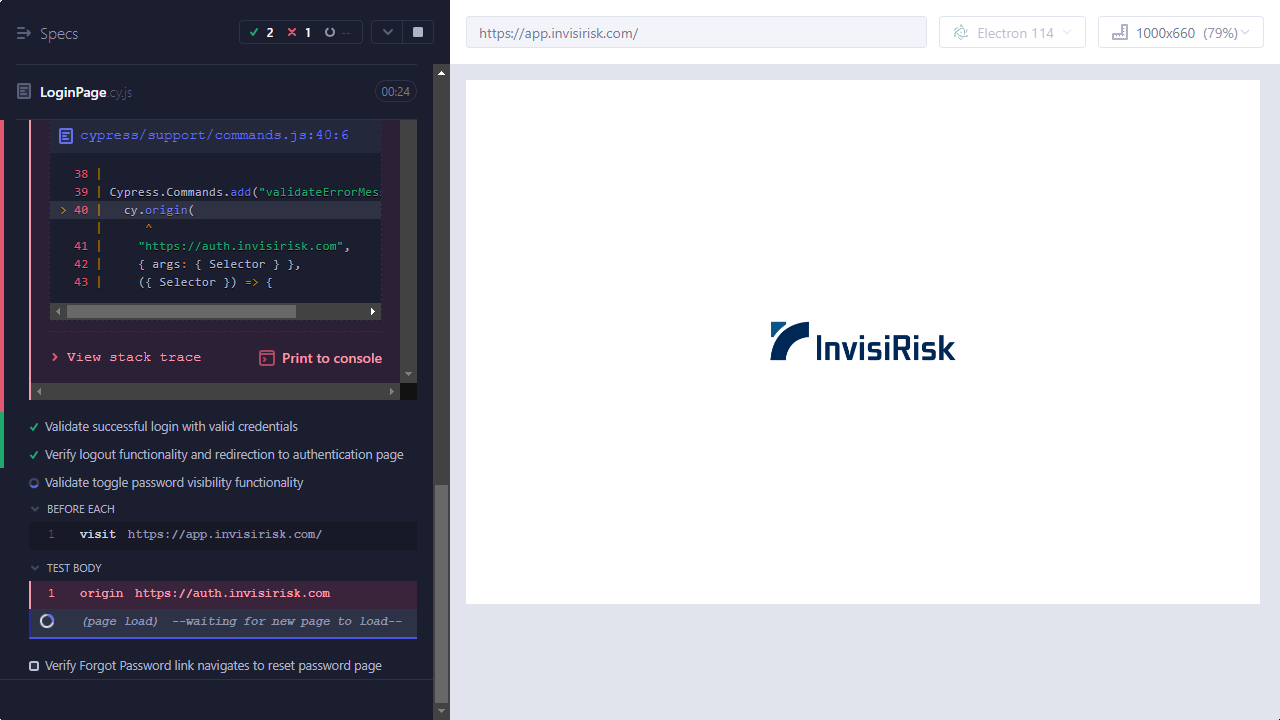 Specs
2 1 --
https://app.invisirisk.com/
Electron 114
1000x660 (79%)
LoginPage.cy.js
00:24
cypress/support/commands.js:40:6
38 |
39 | Cypress.Commands.add("validateErrorMes
> 40 | cy.origin(
| ^
41 | "https://auth.invisirisk.com",
42 | { args: { Selector } },
43 | ({ Selector }) => {
View stack trace
Print to console
Validate successful login with valid credentials
Verify logout functionality and redirection to authentication page
Validate toggle password visibility functionality
BEFORE EACH
1 visit https://app.invisirisk.com/
TEST BODY
1 origin https://auth.invisirisk.com
(page load) --waiting for new page to load--
Verify Forgot Password link navigates to reset password page
InvisiRisk